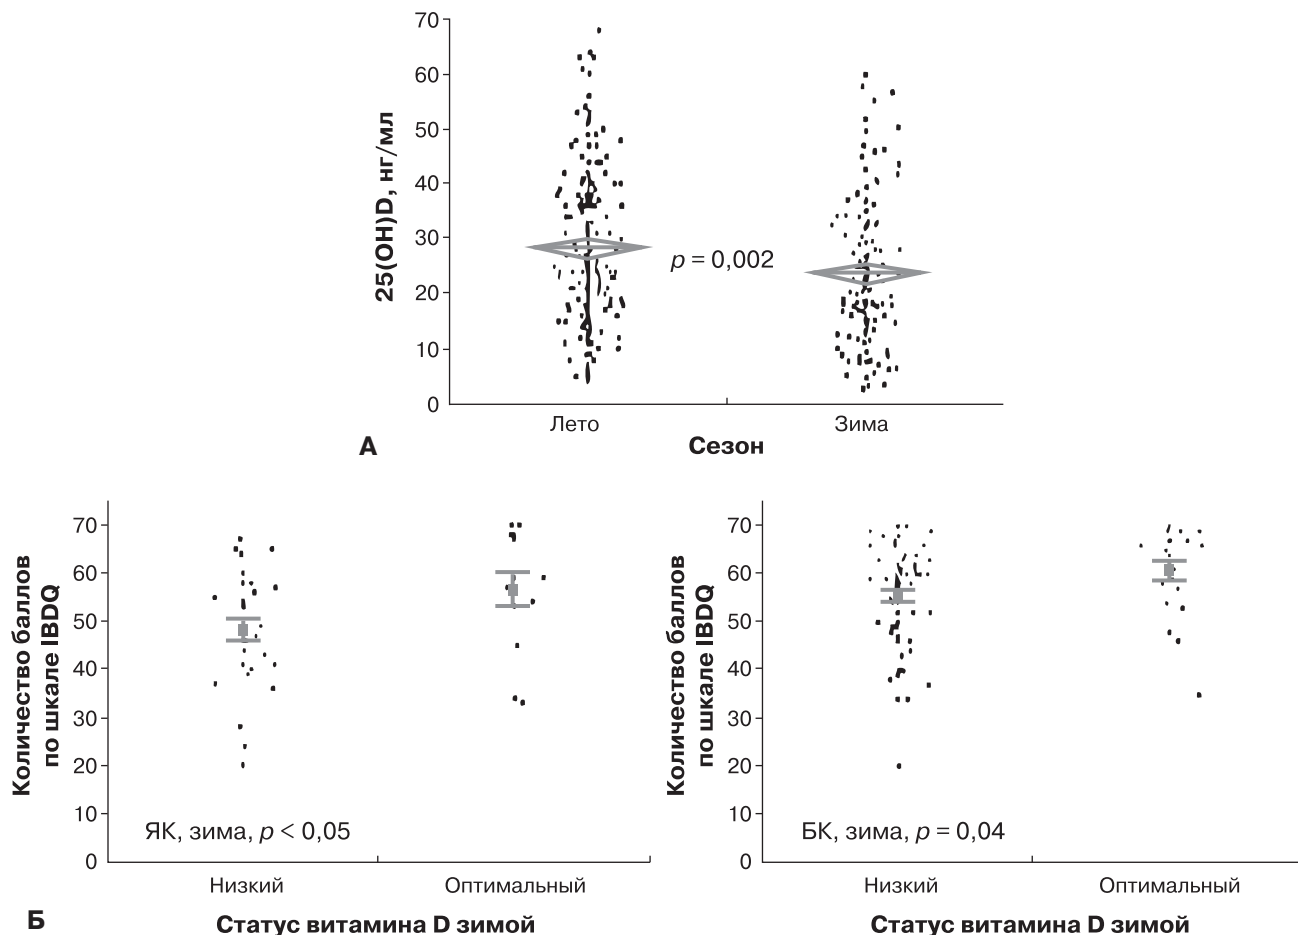 70
60
50
40
30
20
10
0
25(OH)D, нг/мл
p = 0,002
Лето
Зима
Сезон
А
70
60
50
40
30
20
10
0
Количество баллов
по шкале IBDQ
ЯК, зима, p < 0,05
Низкий
Оптимальный
Статус витамина D зимой
Б
70
60
50
40
30
20
10
0
Количество баллов
по шкале IBDQ
БК, зима, p = 0,04
Низкий
Оптимальный
Статус витамина D зимой